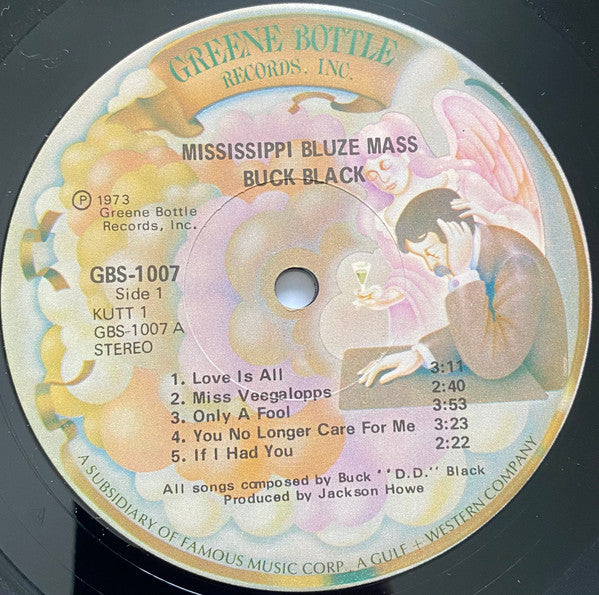 GREENE BOTTLE
RECORDS, INC.
MISSISSIPPI BLUZE MASS
BUCK BLACK
Ⓟ 1973
Greene Bottle
Records, Inc.
GBS-1007
Side 1
KUTT 1
GBS-1007 A
STEREO
1. Love Is All 3:11
2. Miss Veegalopps 2:40
3. Only A Fool 3:53
4. You No Longer Care For Me 3:23
5. If I Had You 2:22
All songs composed by Buck ''D.D.'' Black
Produced by Jackson Howe
A SUBSIDIARY OF FAMOUS MUSIC CORP., A GULF + WESTERN COMPANY